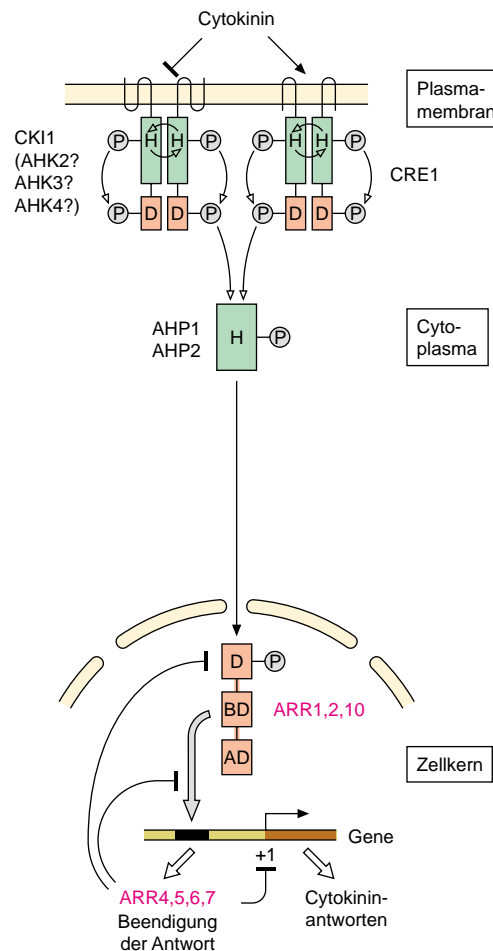 Cytokinin
Plasma-
membran
CKI1
(AHK2?
AHK3?
AHK4?)
P H H P
P H H P
P D D P
P D D P
CRE1
AHP1
AHP2
H P
Cyto-
plasma
D P
BD
ARR1,2,10
AD
Zellkern
Gene
+1
ARR4,5,6,7
Beendigung
der Antwort
Cytokinin-
antworten